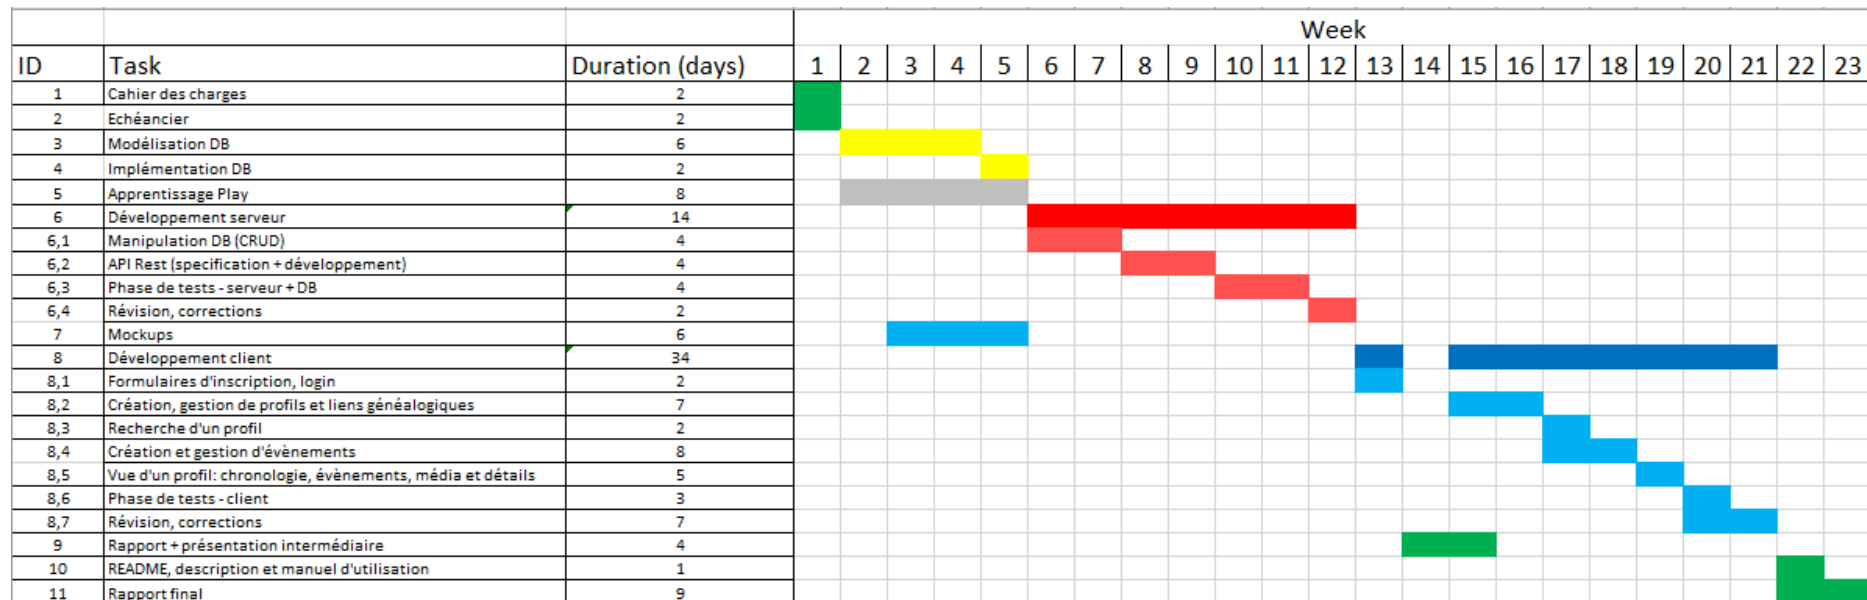 Week
ID Task Duration (days) 1 2 3 4 5 6 7 8 9 10 11 12 13 14 15 16 17 18 19 20 21 22 23
1 Cahier des charges 2
2 Echéancier 2
3 Modélisation DB 6
4 Implémentation DB 2
5 Apprentissage Play 8
6 Développement serveur 14
6,1 Manipulation DB (CRUD) 4
6,2 API Rest (specification + développement) 4
6,3 Phase de tests - serveur + DB 4
6,4 Révision, corrections 2
7 Mockups 6
8 Développement client 34
8,1 Formulaires d'inscription, login 2
8,2 Création, gestion de profils et liens généalogiques 7
8,3 Recherche d'un profil 2
8,4 Création et gestion d'évènements 8
8,5 Vue d'un profil: chronologie, évènements, média et détails 5
8,6 Phase de tests - client 3
8,7 Révision, corrections 7
9 Rapport + présentation intermédiaire 4
10 README, description et manuel d'utilisation 1
11 Rapport final 9